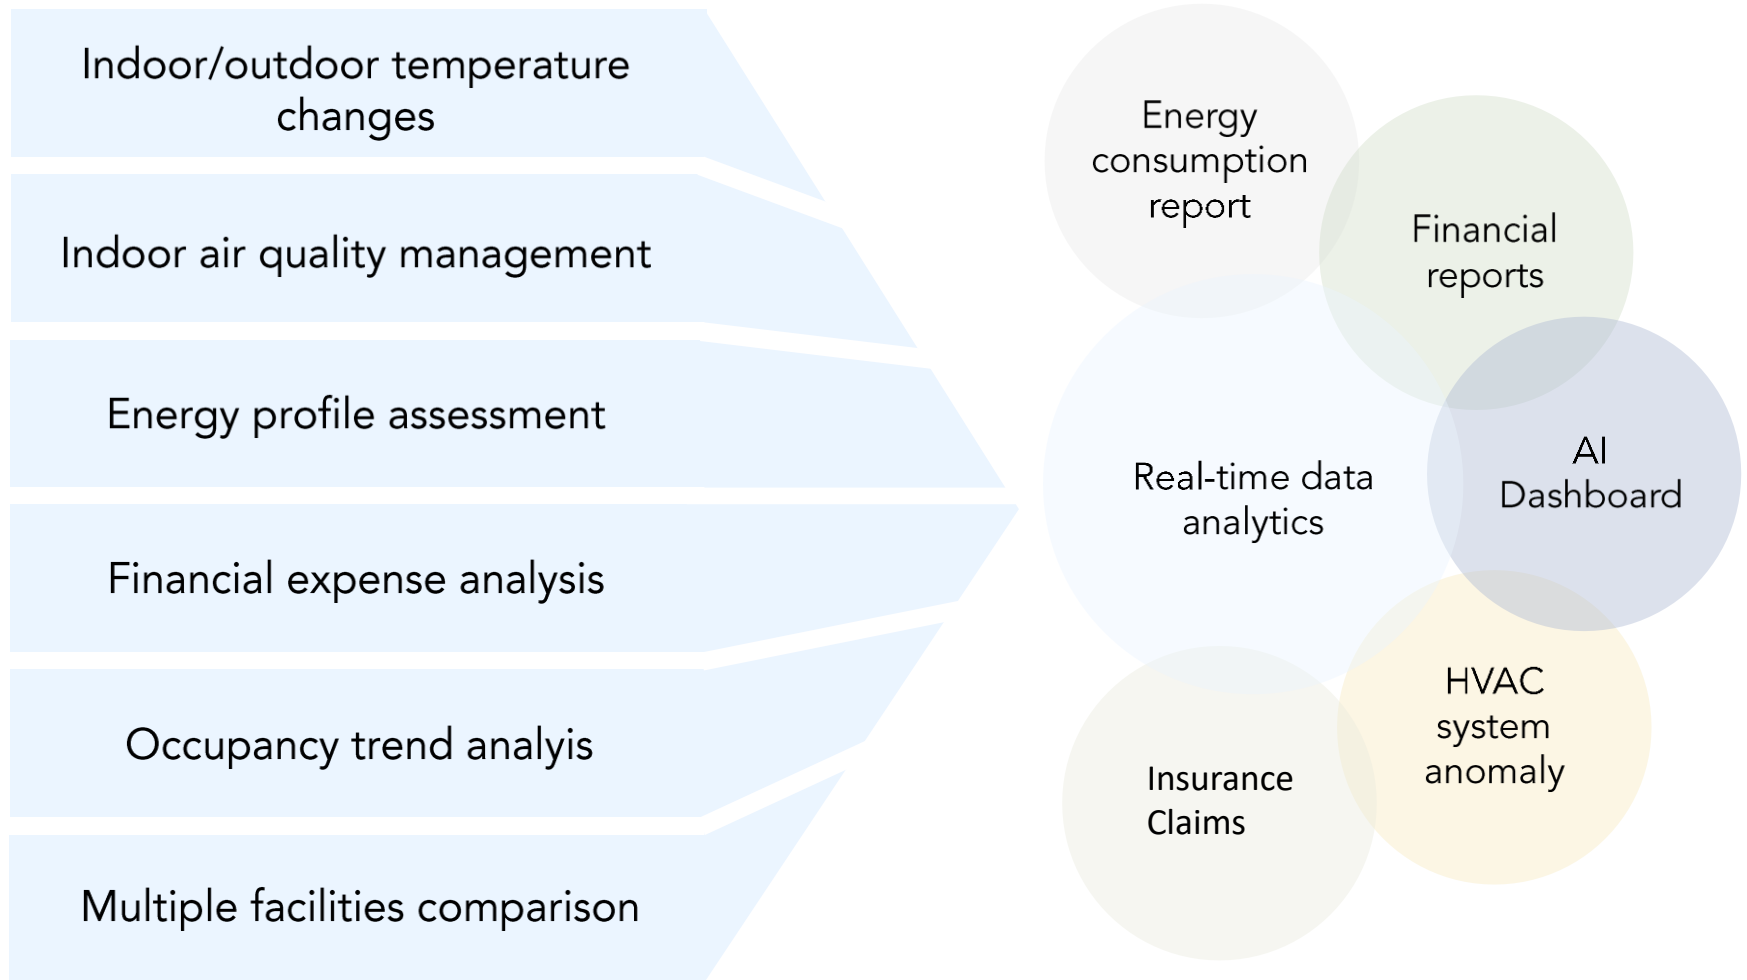 Indoor/outdoor temperature
changes
Indoor air quality management
Energy profile assessment
Financial expense analysis
Occupancy trend analyis
Multiple facilities comparison
Energy
consumption
report
Financial
reports
Real-time data
analytics
AI
Dashboard
HVAC
system
anomaly
Insurance
Claims